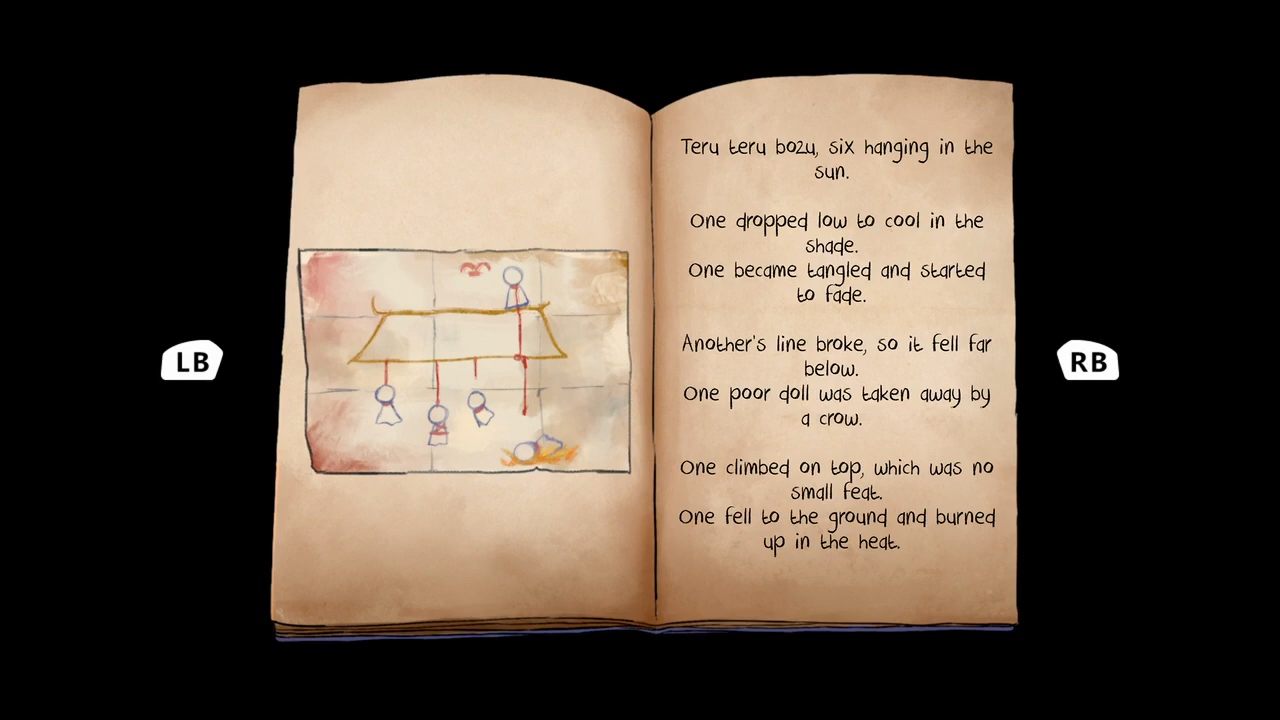 Teru teru bozu, six hanging in the
sun.
One dropped low to cool in the
shade.
One became tangled and started
to fade.
Another's line broke, so it fell far
below.
One poor doll was taken away by
a crow.
One climbed on top, which was no
small feat.
One fell to the ground and burned
up in the heat.
LB
RB